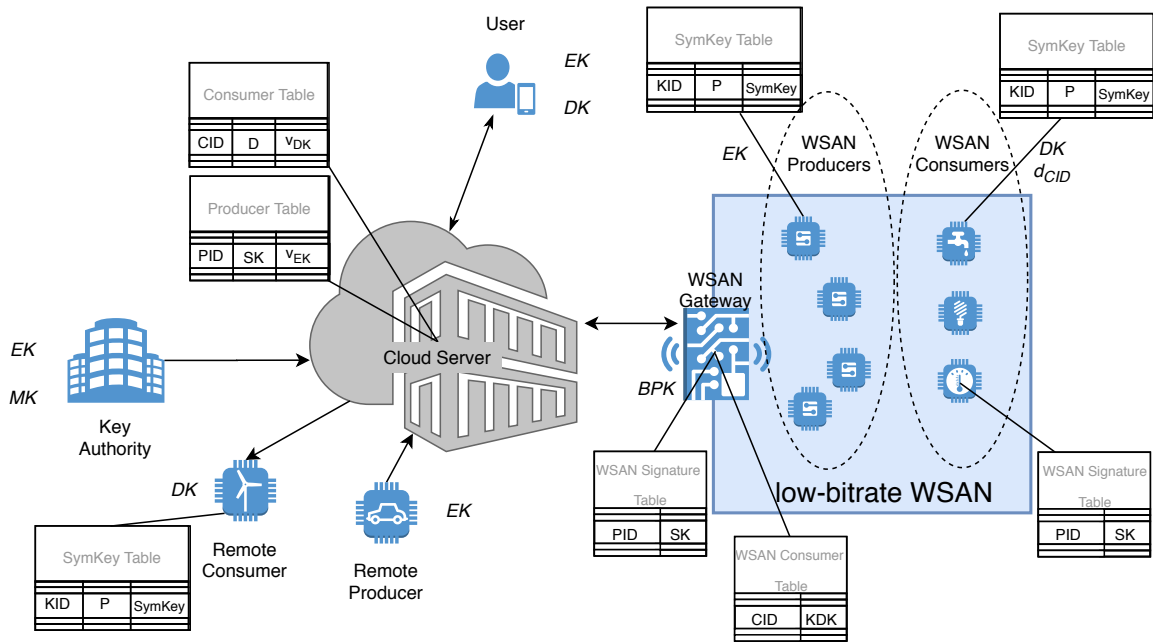 User
EK
DK
Consumer Table
CID D vDK
Producer Table
PID SK vEK
EK
MK
Key
Authority
Cloud Server
DK
Remote
Consumer
SymKey Table
KID P SymKey
EK
Remote
Producer
SymKey Table
KID P SymKey
EK
WSAN
Producers
SymKey Table
KID P SymKey
WSAN
Consumers
DK
dCID
WSAN
Gateway
BPK
low-bitrate WSAN
WSAN Signature
Table
PID SK
WSAN Consumer
Table
CID KDK
WSAN Signature
Table
PID SK